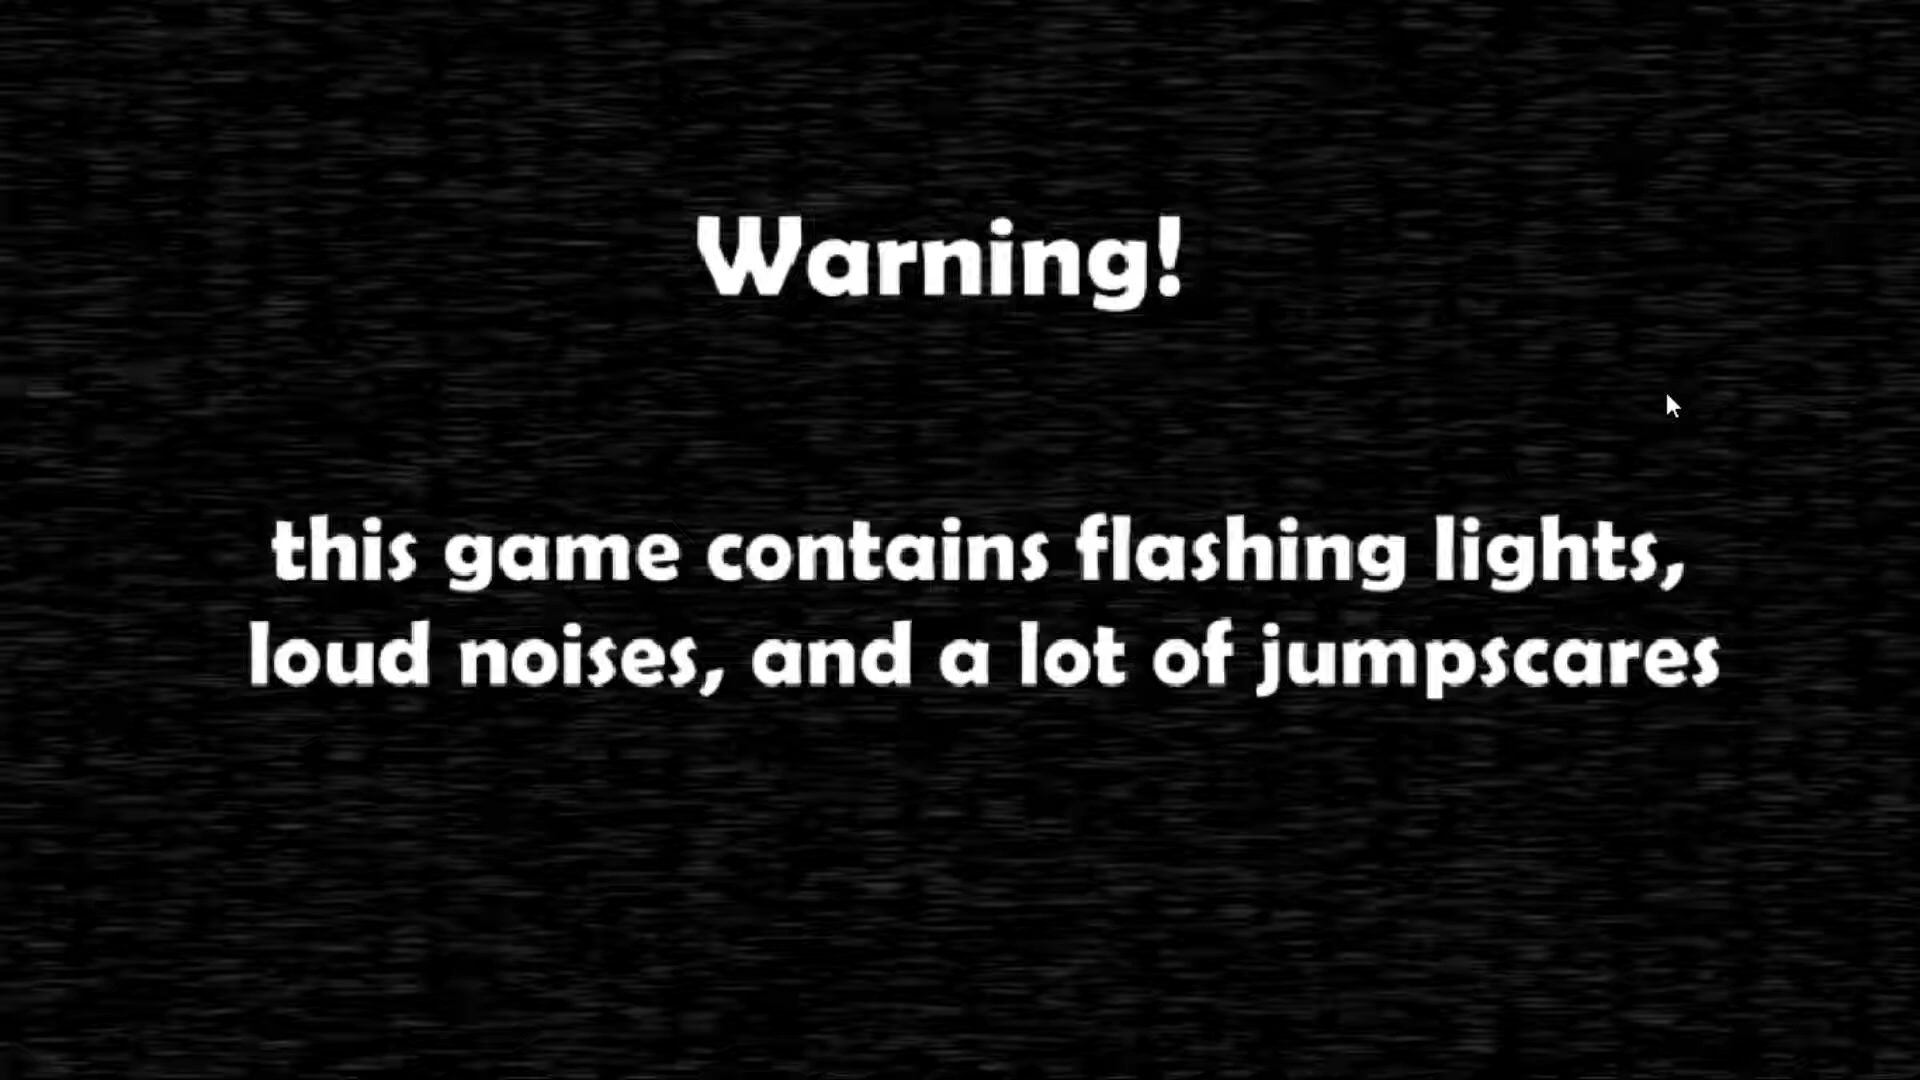 Warning!
this game contains flashing lights,
loud noises, and a lot of jumpscares